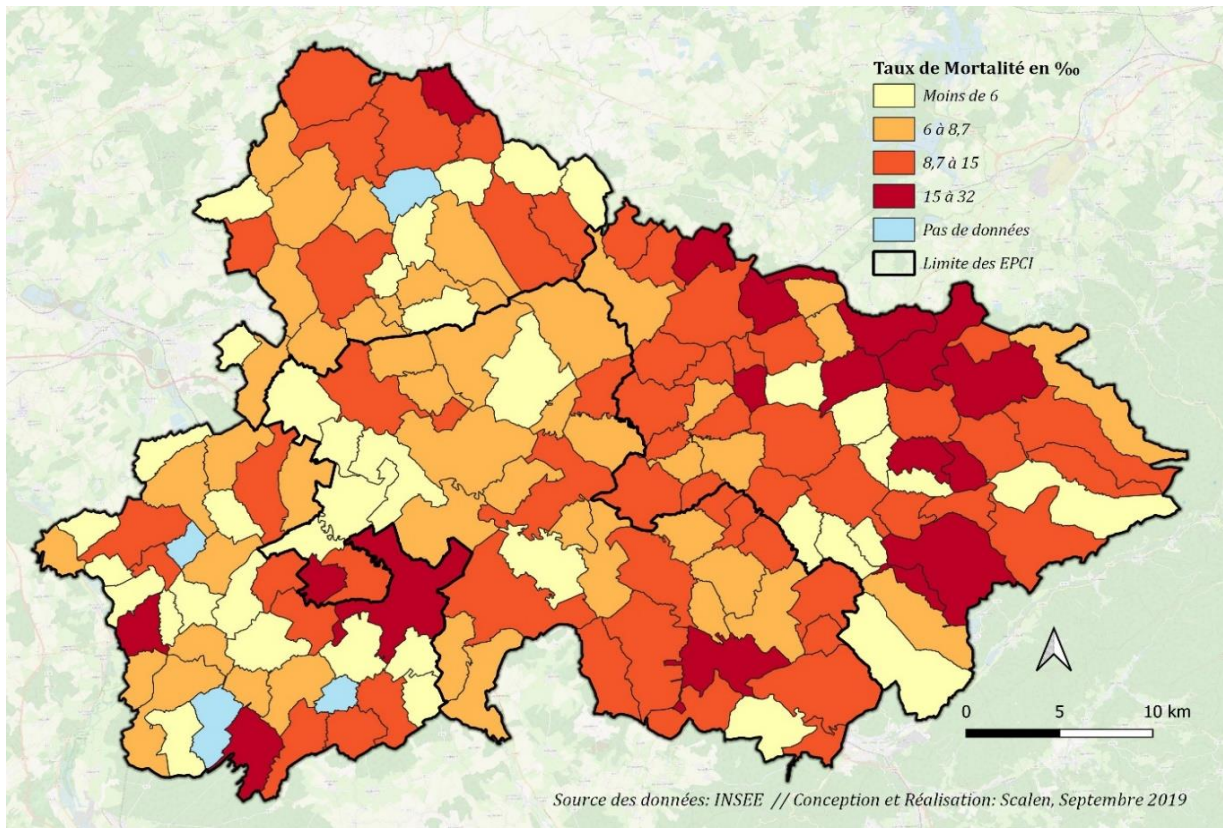 Taux de Mortalité en ‰
Moins de 6
6 à 8,7
8,7 à 15
15 à 32
Pas de données
Limite des EPCI
0 5 10 km
Source des données: INSEE // Conception et Réalisation: Scalen, Septembre 2019